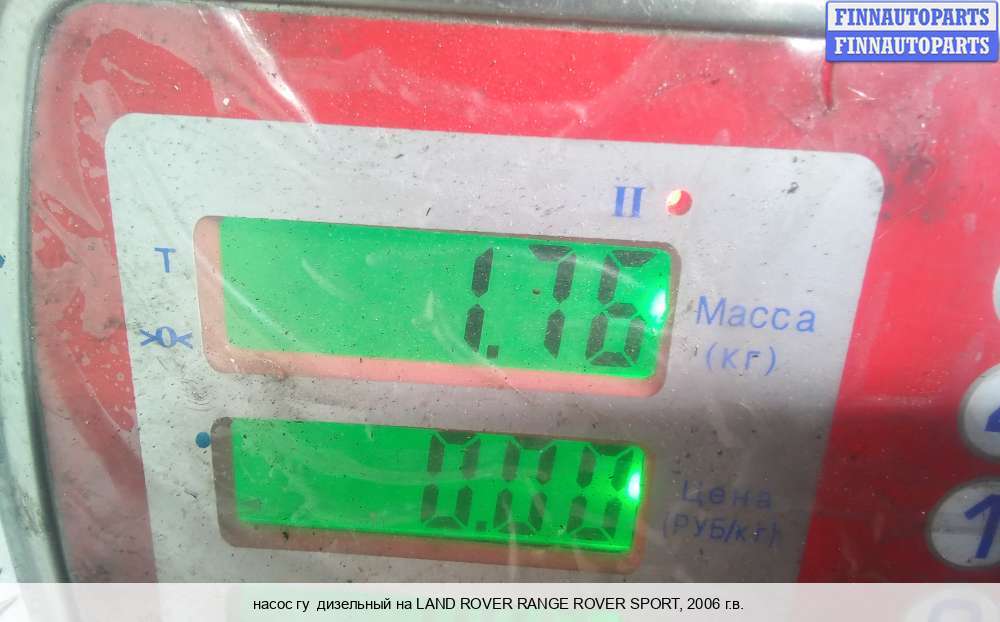 FINNAUTOPARTS
FINNAUTOPARTS
II
T
1.76
Масса
(кг)
>0<
0.00
Цена
(РУБ/кг)
1
насос гу дизельный на LAND ROVER RANGE ROVER SPORT, 2006 г.в.